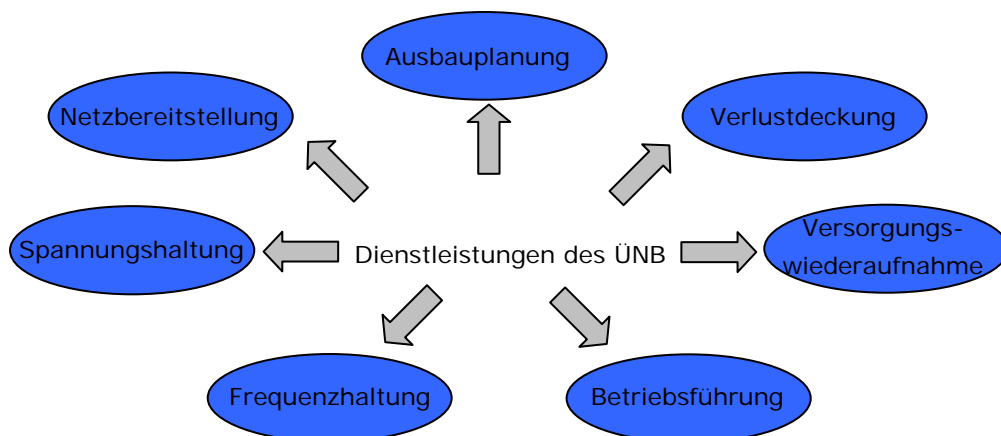 Ausbauplanung
Netzbereitstellung
Verlustdeckung
Spannungshaltung
Dienstleistungen des ÜNB
Versorgungs-
wiederaufnahme
Frequenzhaltung
Betriebsführung